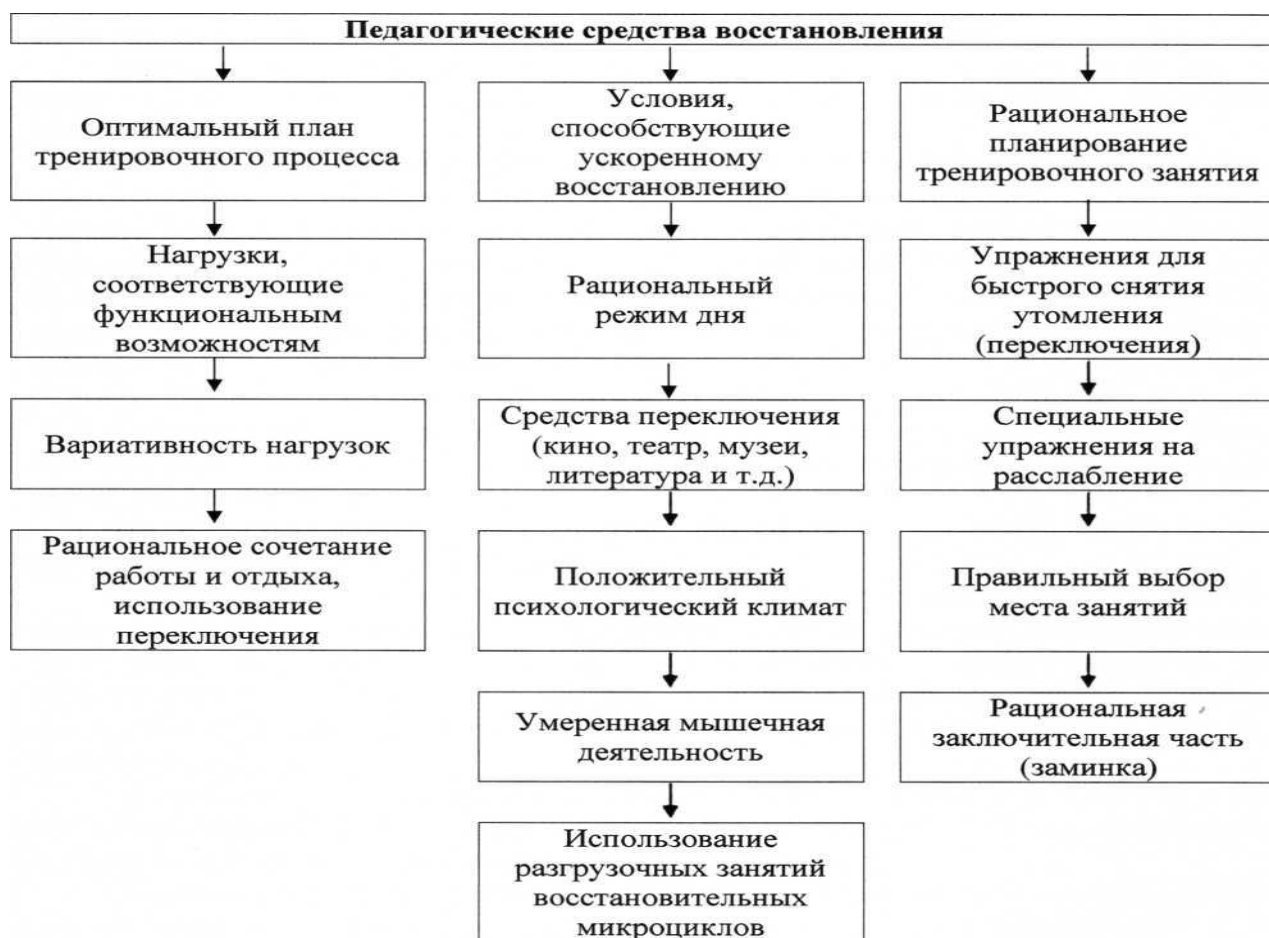 Педагогические средства восстановления
Оптимальный план
тренировочного процесса
Нагрузки,
соответствующие
функциональным
возможностям
Вариативность нагрузок
Рациональное сочетание
работы и отдыха,
использование
переключения
Условия,
способствующие
ускоренному
восстановлению
Рациональный
режим дня
Средства переключения
(кино, театр, музеи,
литература и т.д.)
Положительный
психологический климат
Умеренная мышечная
деятельность
Использование
разгрузочных занятий
восстановительных
микроциклов
Рациональное
планирование
тренировочного занятия
Упражнения для
быстрого снятия
утомления
(переключения)
Специальные
упражнения на
расслабление
Правильный выбор
места занятий
Рациональная
заключительная часть
(заминка)